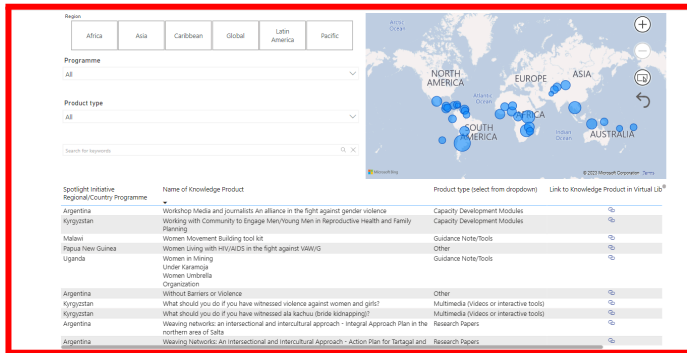 Region
Africa
Asia
Caribbean
Global
Latin
America
Pacific
Programme
All
Product type
All
Search for keywords
Arctic
Ocean
NORTH
AMERICA
EUROPE
ASIA
Atlantic
Ocean
AFRICA
SOUTH
AMERICA
Indian
Ocean
AUSTRALIA
Microsoft Bing
© 2023 Microsoft Corporation Terms
Spotlight Initiative
Regional/Country Programme
Name of Knowledge Product
Product type (select from dropdown)
Link to Knowledge Product in Virtual Lib
Argentina Workshop Media and journalists An alliance in the fight against gender violence Capacity Development Modules
Kyrgyzstan Working with Community to Engage Men/Young Men in Reproductive Health and Family Capacity Development Modules
Planning
Malawi Women Movement Building tool kit Guidance Note/Tools
Papua New Guinea Women Living with HIV/AIDS in the fight against VAW/G Other
Uganda Women in Mining Guidance Note/Tools
Under Karamoja
Women Umbrella
Organization
Argentina Without Barriers or Violence Other
Kyrgyzstan What should you do if you have witnessed violence against women and girls? Multimedia (Videos or interactive tools)
Kyrgyzstan What should you do if you have witnessed ala kachuu (bride kidnapping)? Multimedia (Videos or interactive tools)
Argentina Weaving networks: an intersectional and intercultural approach - Integral Approach Plan in the Research Papers
northern area of Salta
Argentina Weaving Networks: An Intersectional and Intercultural Approach - Action Plan for Tartagal and Research Papers